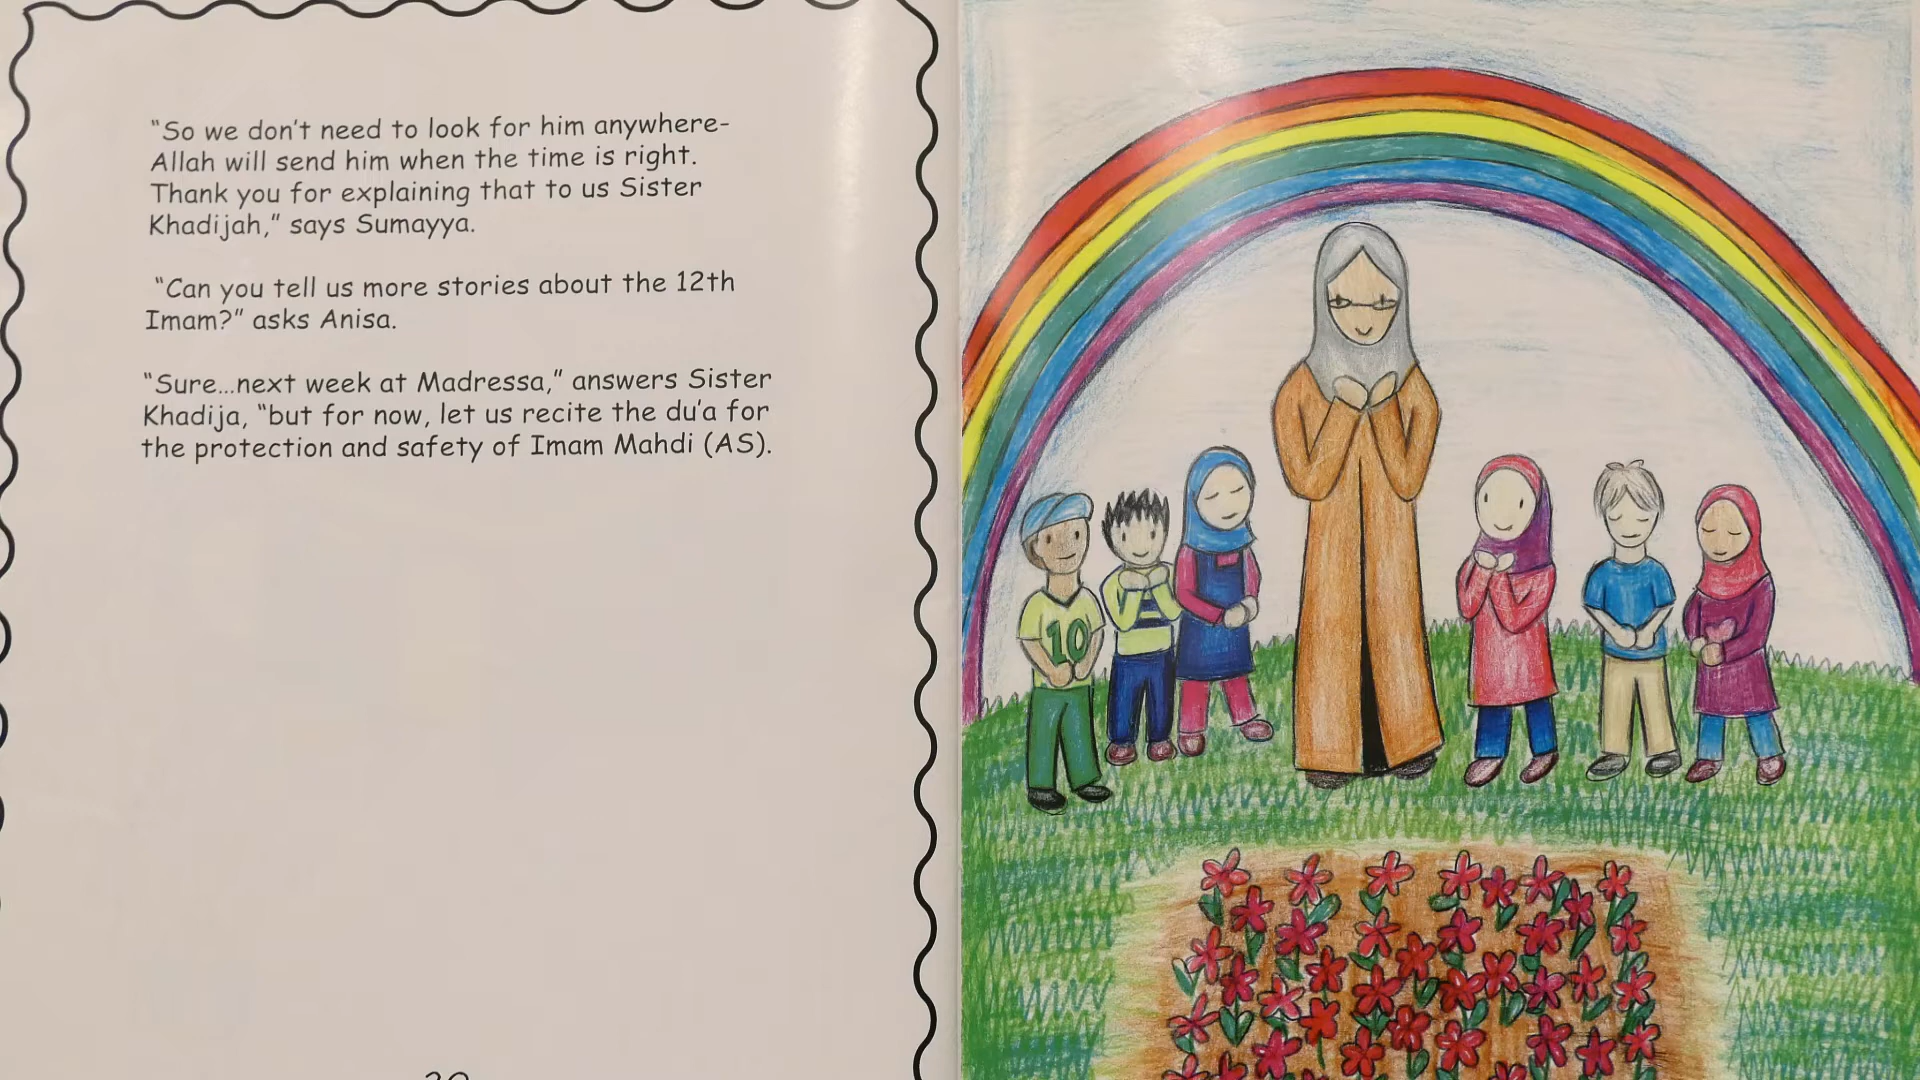 "So we don't need to look for him anywhere-
Allah will send him when the time is right.
Thank you for explaining that to us Sister
Khadijah," says Sumayya.
"Can you tell us more stories about the 12th
Imam?" asks Anisa.
"Sure...next week at Madressa," answers Sister
Khadija, "but for now, let us recite the du'a for
the protection and safety of Imam Mahdi (AS).
10